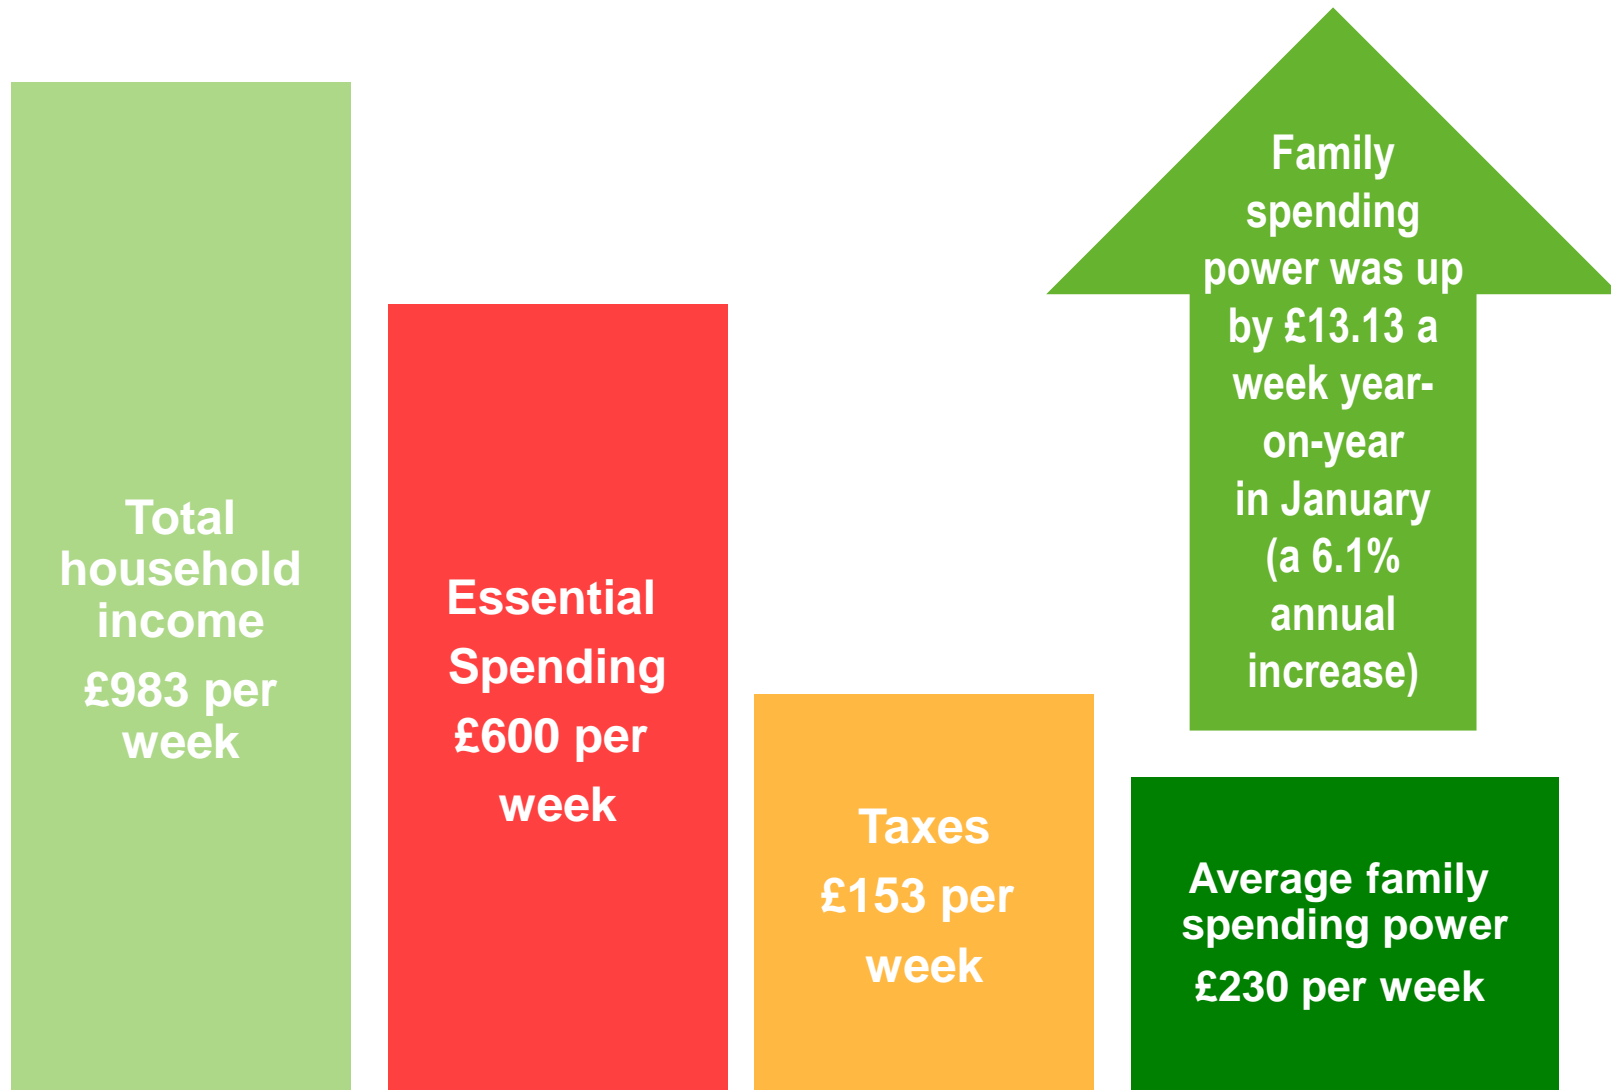 Total
household
income
£983 per
week
Essential
Spending
£600 per
week
Taxes
£153 per
week
Family
spending
power was up
by £13.13 a
week year-
on-year
in January
(a 6.1%
annual
increase)
Average family
spending power
£230 per week